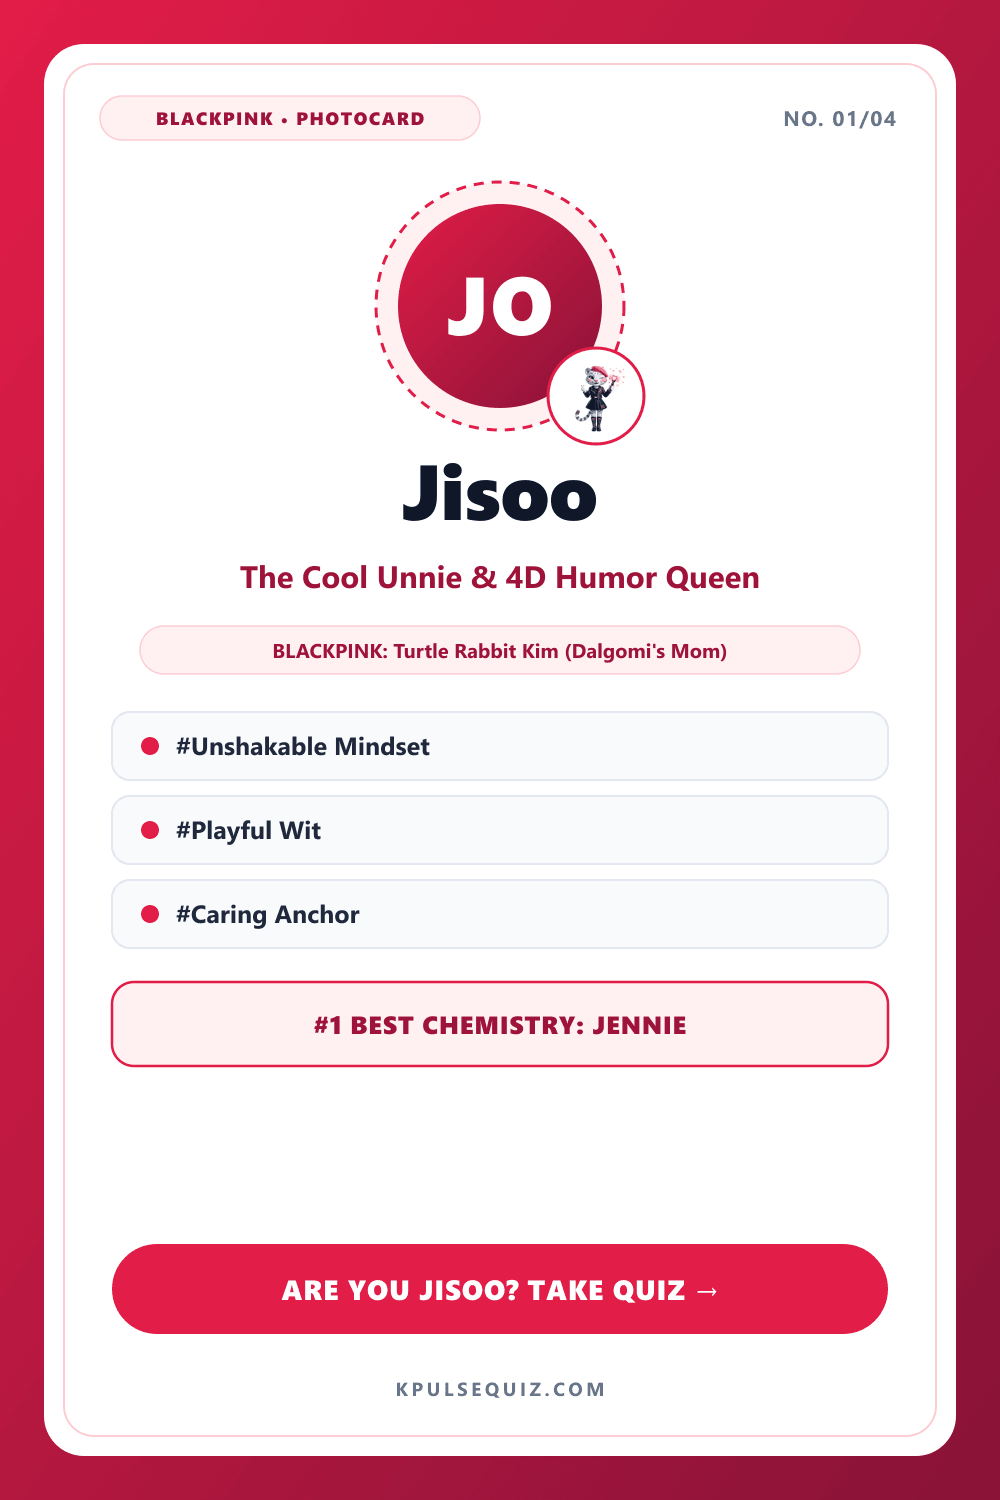 BLACKPINK • PHOTOCARD
NO. 01/04
JO
Jisoo
The Cool Unnie & 4D Humor Queen
BLACKPINK: Turtle Rabbit Kim (Dalgomi's Mom)
#Unshakable Mindset
#Playful Wit
#Caring Anchor
#1 BEST CHEMISTRY: JENNIE
ARE YOU JISOO? TAKE QUIZ →
KPULSEQUIZ.COM